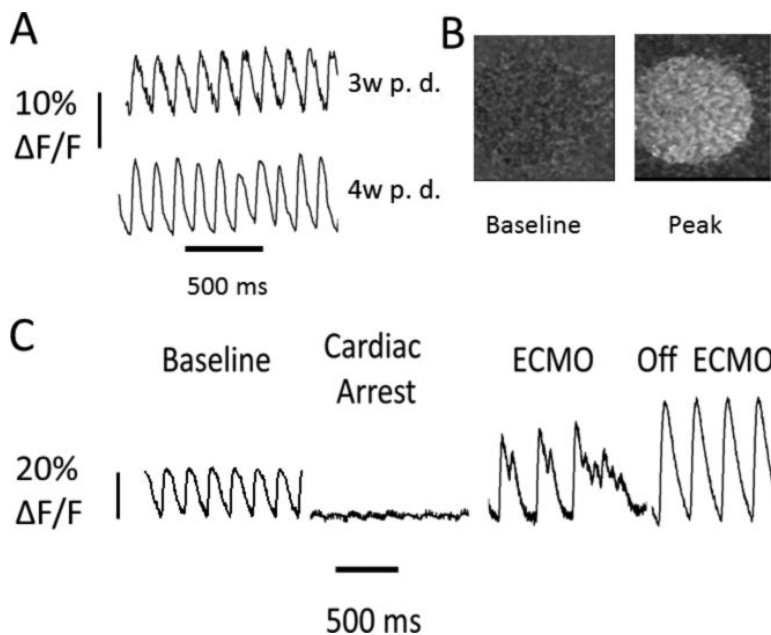 A
10%
ΔF/F
3w p. d.
4w p. d.
500 ms
B
Baseline
Peak
C
Baseline
Cardiac
Arrest
ECMO
Off ECMO
20%
ΔF/F
500 ms